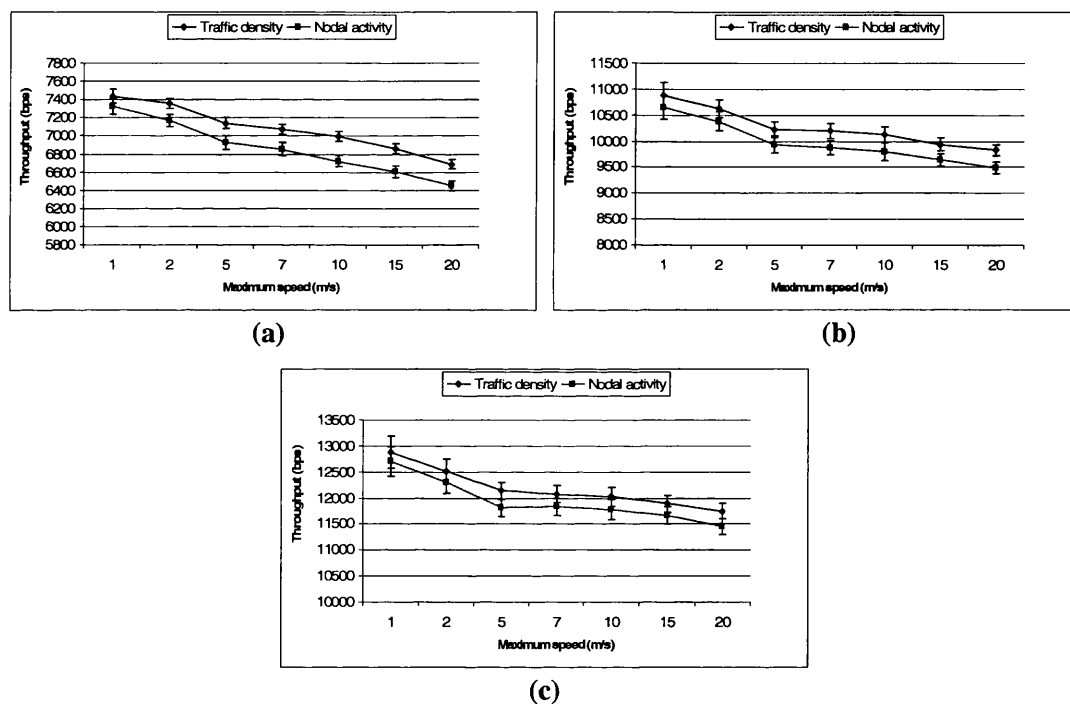 Traffic density Nodal activity
7800
7600
7400
7200
7000
6800
6600
6400
6200
6000
5800
Throughput (bps)
1 2 5 7 10 15 20
Maximum speed (m/s)
(a)
Traffic density Nodal activity
11500
11000
10500
10000
9500
9000
8500
8000
Throughput (bps)
1 2 5 7 10 15 20
Maximum speed (m/s)
(b)
Traffic density Nodal activity
13500
13000
12500
12000
11500
11000
10500
10000
Throughput (bps)
1 2 5 7 10 15 20
Maximum speed (m/s)
(c)